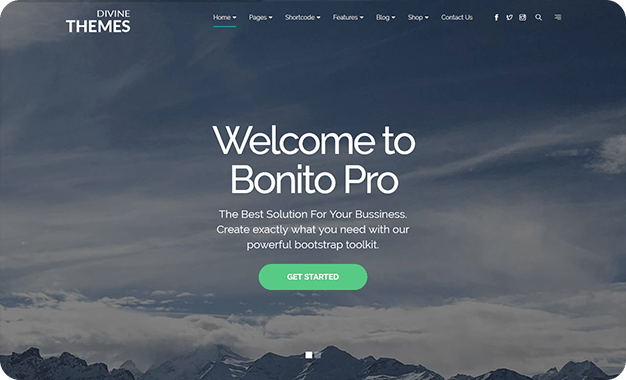 DIVINE
THEMES
Home Pages Shortcode Features Blog Shop Contact Us
Welcome to
Bonito Pro
The Best Solution For Your Bussiness.
Create exactly what you need with our
powerful bootstrap toolkit.
GET STARTED